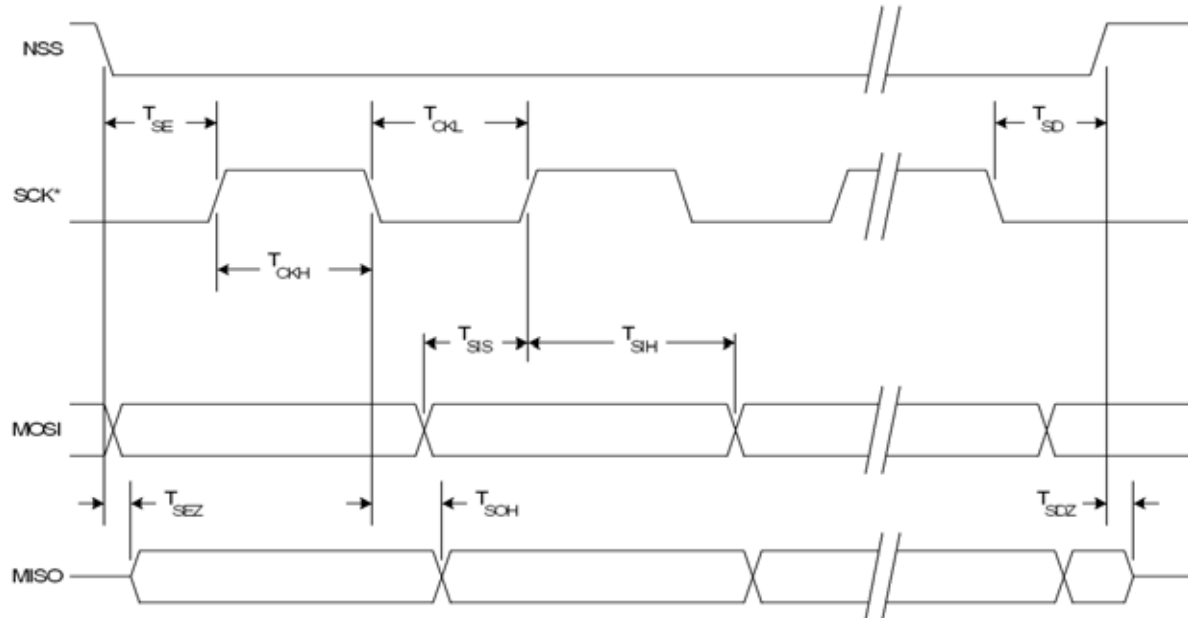 NSS
T_SE
T_CKL
T_SD
SCK*
T_CKH
T_SIS
T_SIH
MOSI
T_SEZ
T_SOH
T_SDZ
MISO